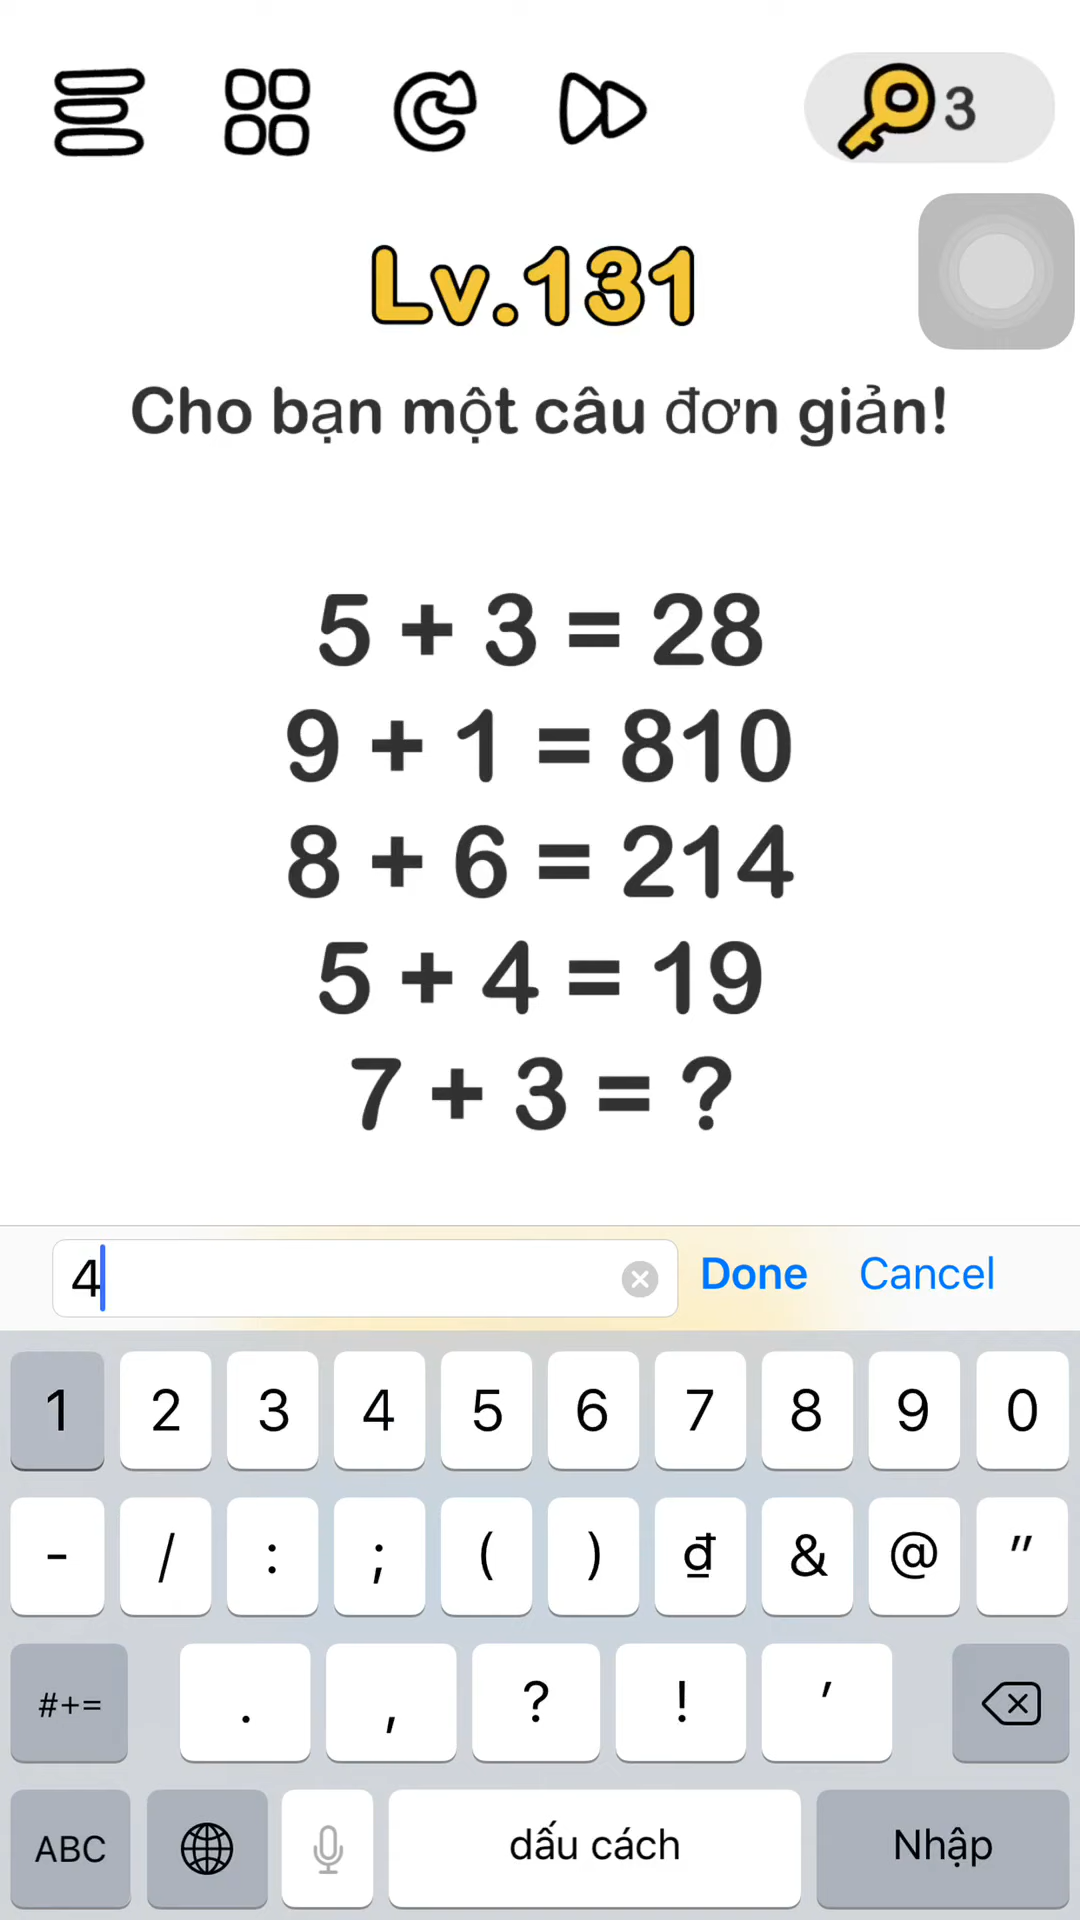 3
Lv.131
Cho bạn một câu đơn giản!
5 + 3 = 28
9 + 1 = 810
8 + 6 = 214
5 + 4 = 19
7 + 3 = ?
4 Done Cancel
1 2 3 4 5 6 7 8 9 0
- / : ; ( ) ₫ & @ "
#+= . , ? ! '
ABC dấu cách Nhập